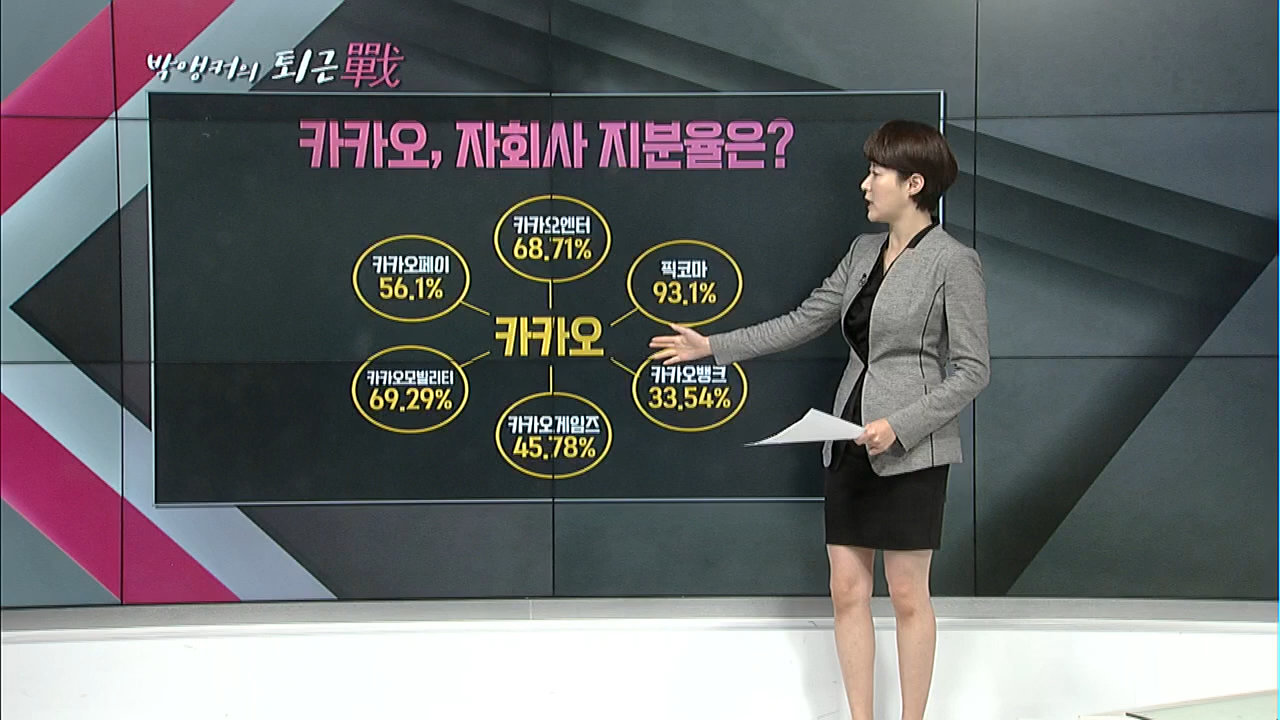 박앵커의 퇴근戰
카카오, 자회사 지분율은?
카카오엔터
68.71%
카카오페이
56.1%
픽코마
93.1%
카카오
카카오모빌리티
69.29%
카카오뱅크
33.54%
카카오게임즈
45.78%